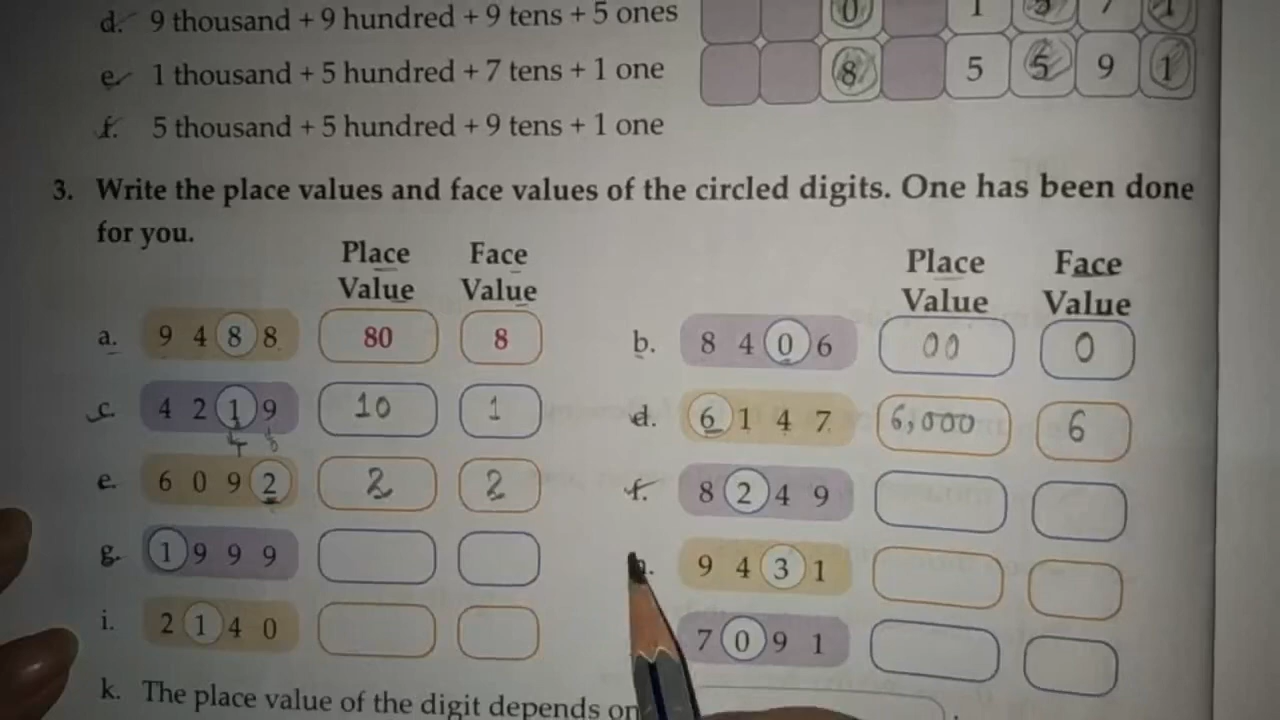 d. 9 thousand + 9 hundred + 9 tens + 5 ones
0 1 5 7 1
e. 1 thousand + 5 hundred + 7 tens + 1 one
8 5 5 9 1
f. 5 thousand + 5 hundred + 9 tens + 1 one
3. Write the place values and face values of the circled digits. One has been done
for you.
Place Value Face Value Place Value Face Value
a. 9 4 8 8 80 8 b. 8 4 0 6 00 0
c. 4 2 1 9 10 1 d. 6 1 4 7 6,000 6
T
e. 6 0 9 2 2 2 f. 8 2 4 9
g. 1 9 9 9 9 4 3 1
i. 2 1 4 0 7 0 9 1
k. The place value of the digit depends on